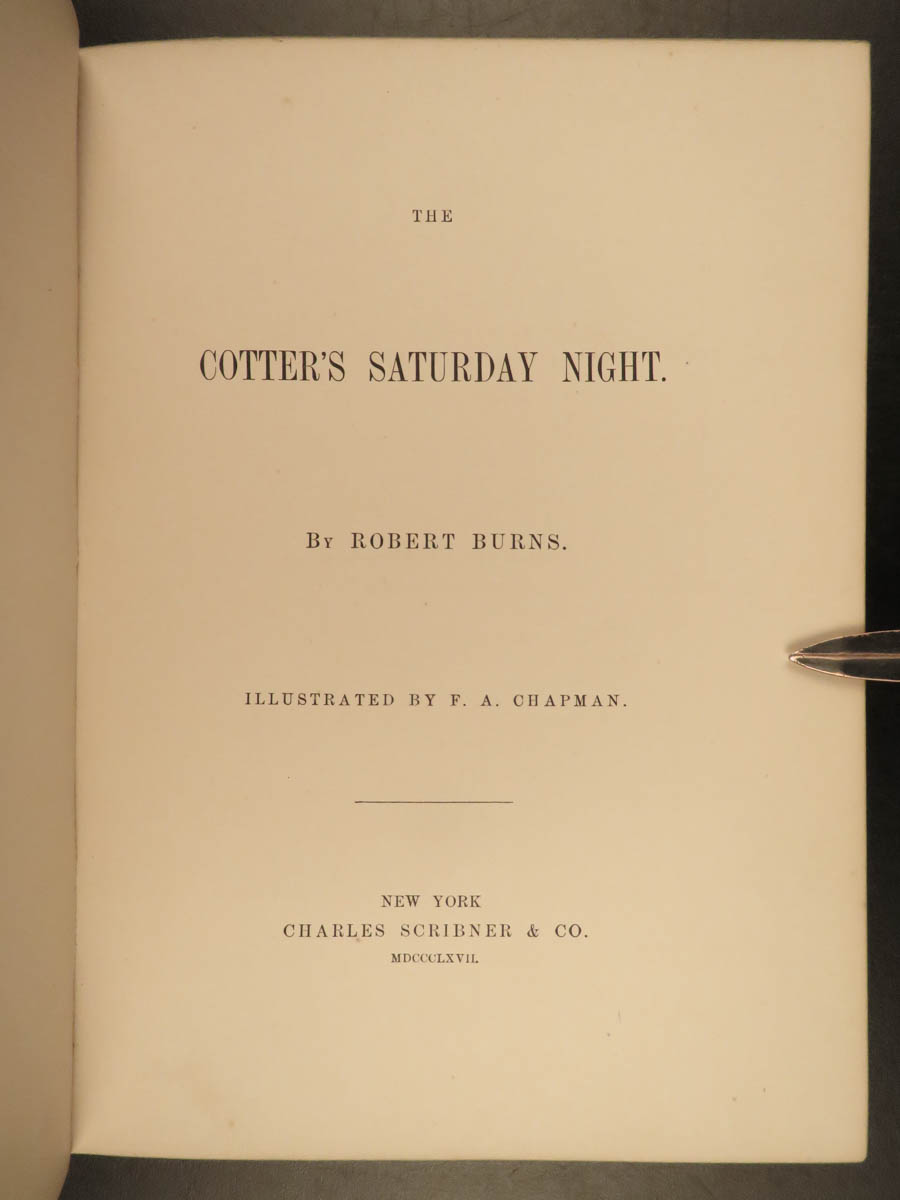 THE
COTTER'S SATURDAY NIGHT.
By ROBERT BURNS.
ILLUSTRATED BY F. A. CHAPMAN.
NEW YORK
CHARLES SCRIBNER & CO.
MDCCCLXVII.